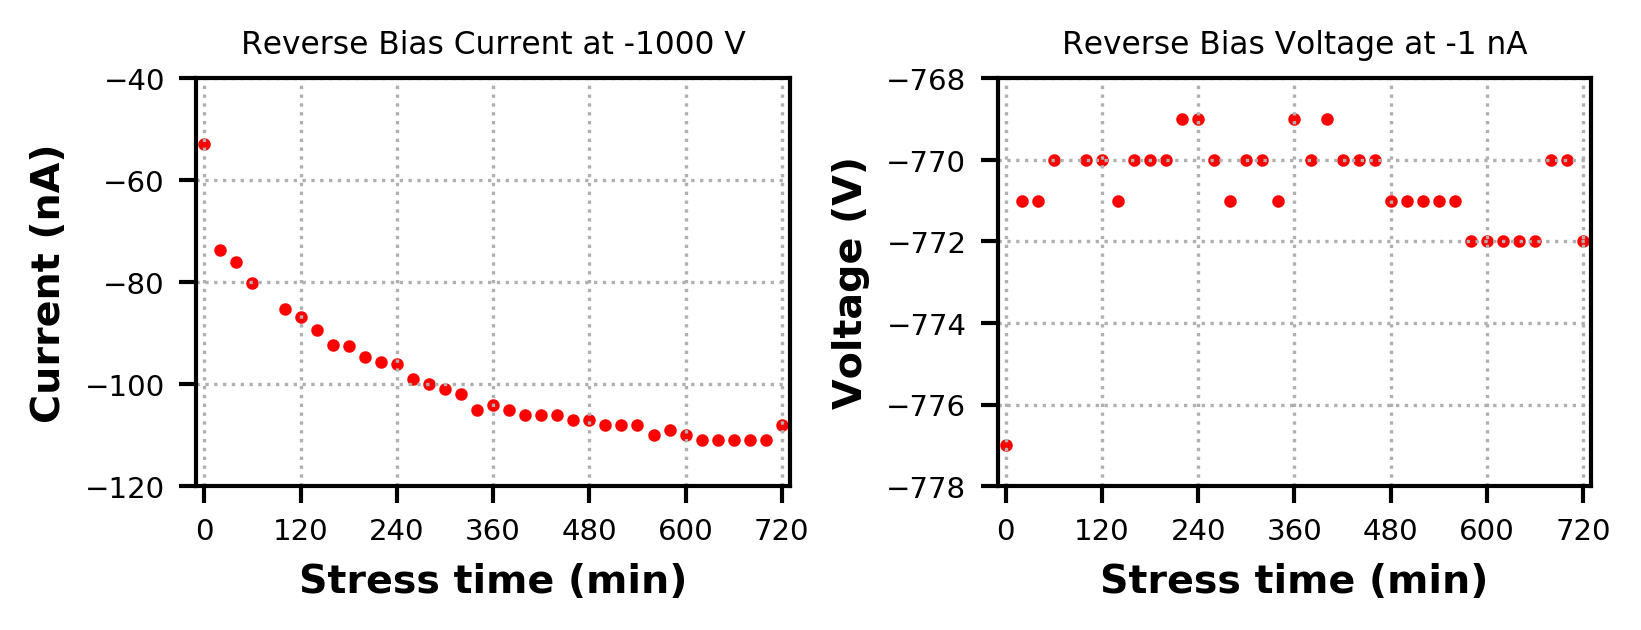 Reverse Bias Current at -1000 V
Current (nA)
−40
−60
−80
−100
−120
0 120 240 360 480 600 720
Stress time (min)
Reverse Bias Voltage at -1 nA
Voltage (V)
−768
−770
−772
−774
−776
−778
0 120 240 360 480 600 720
Stress time (min)